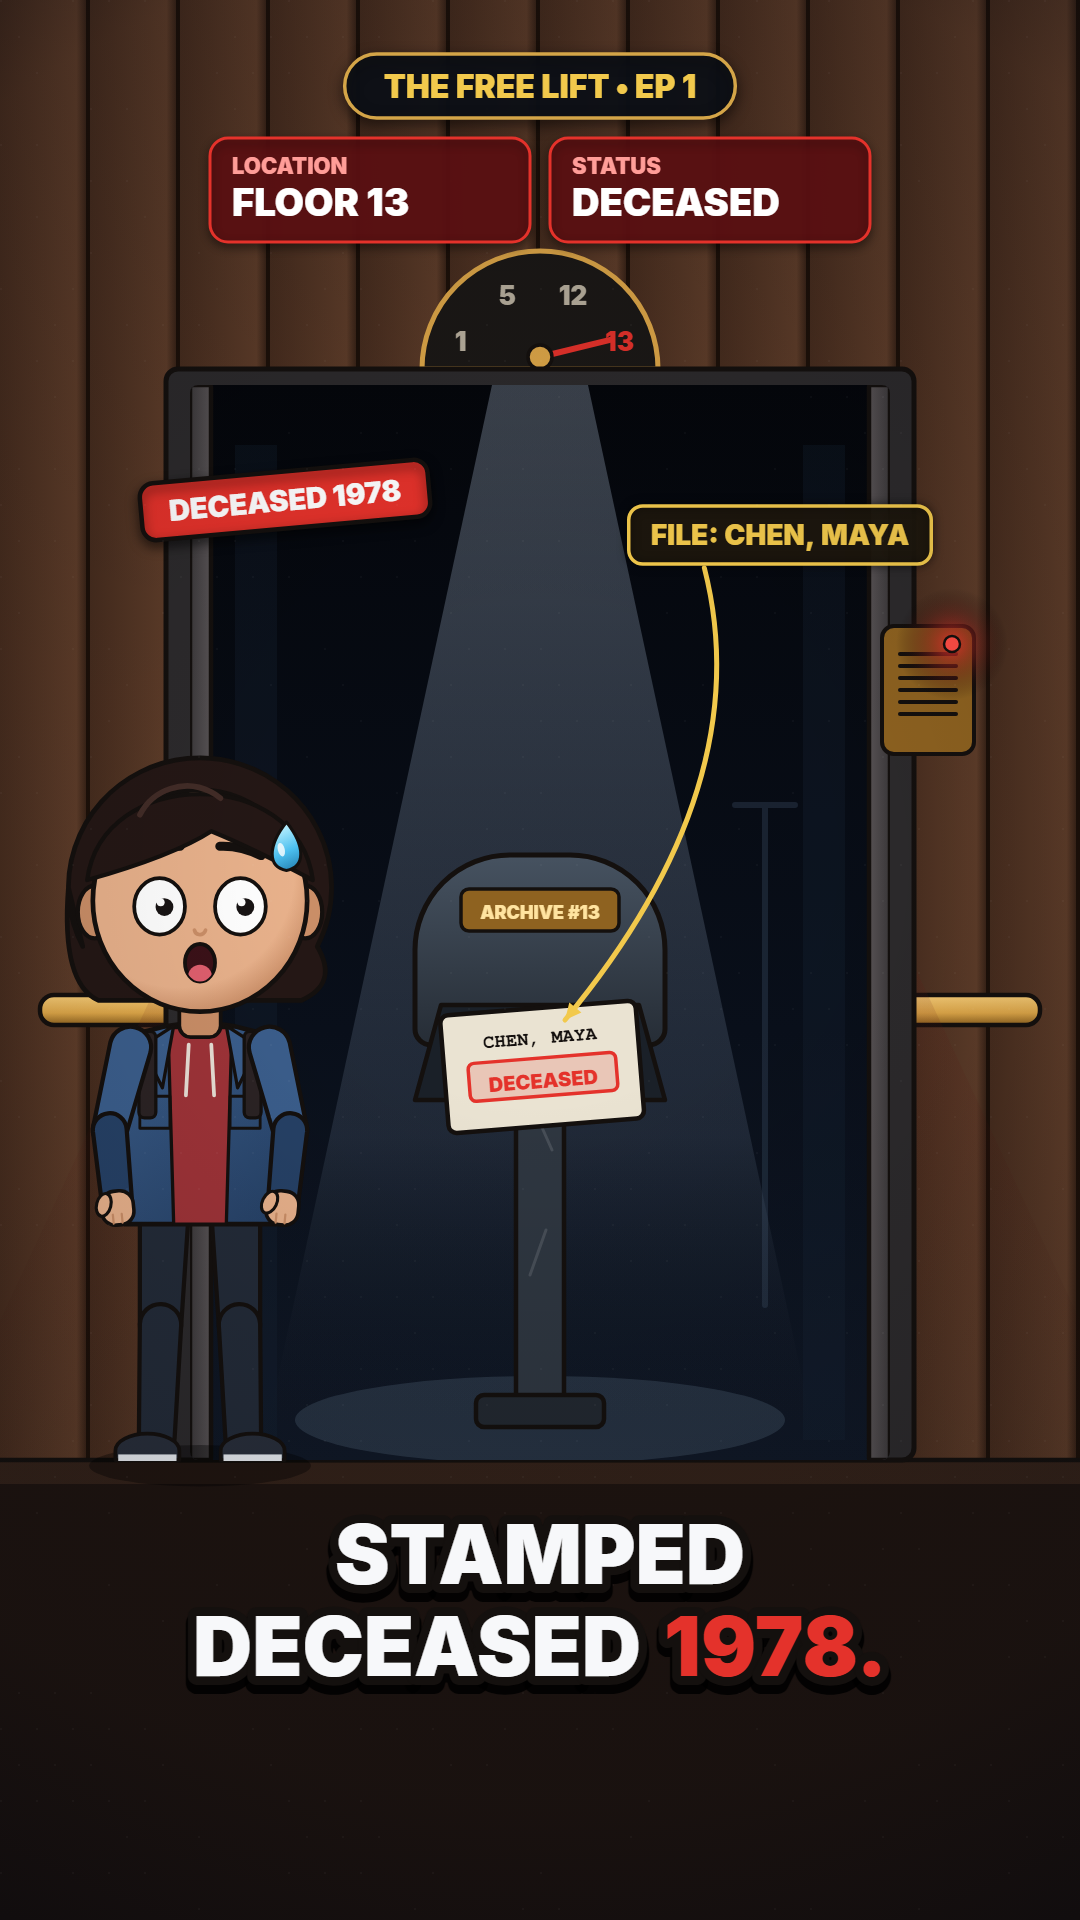 THE FREE LIFT • EP 1
LOCATION
FLOOR 13
STATUS
DECEASED
1
5
12
13
DECEASED 1978
FILE: CHEN, MAYA
ARCHIVE #13
CHEN, MAYA
DECEASED
STAMPED
DECEASED 1978.